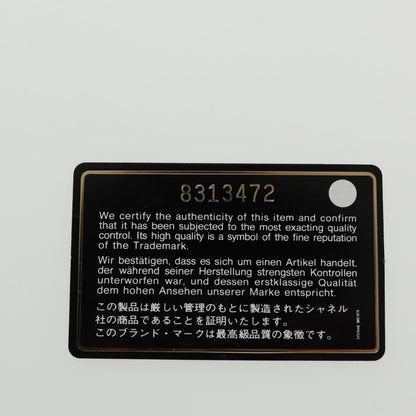 8313472
We certify the authenticity of this item and confirm
that it has been subjected to the most exacting quality
control. Its high quality is a symbol of the fine reputation
of the Trademark.
Wir bestätigen, dass es sich um einen Artikel handelt,
der während seiner Herstellung strengsten Kontrollen
unterworfen war, und dessen erstklassige Qualität
dem hohen Ansehen unserer Marke entspricht.
この製品は厳しい管理のもとに製造されたシャネル
社の商品であることを証明いたします。
このブランド・マークは最高級品質の象徴です。